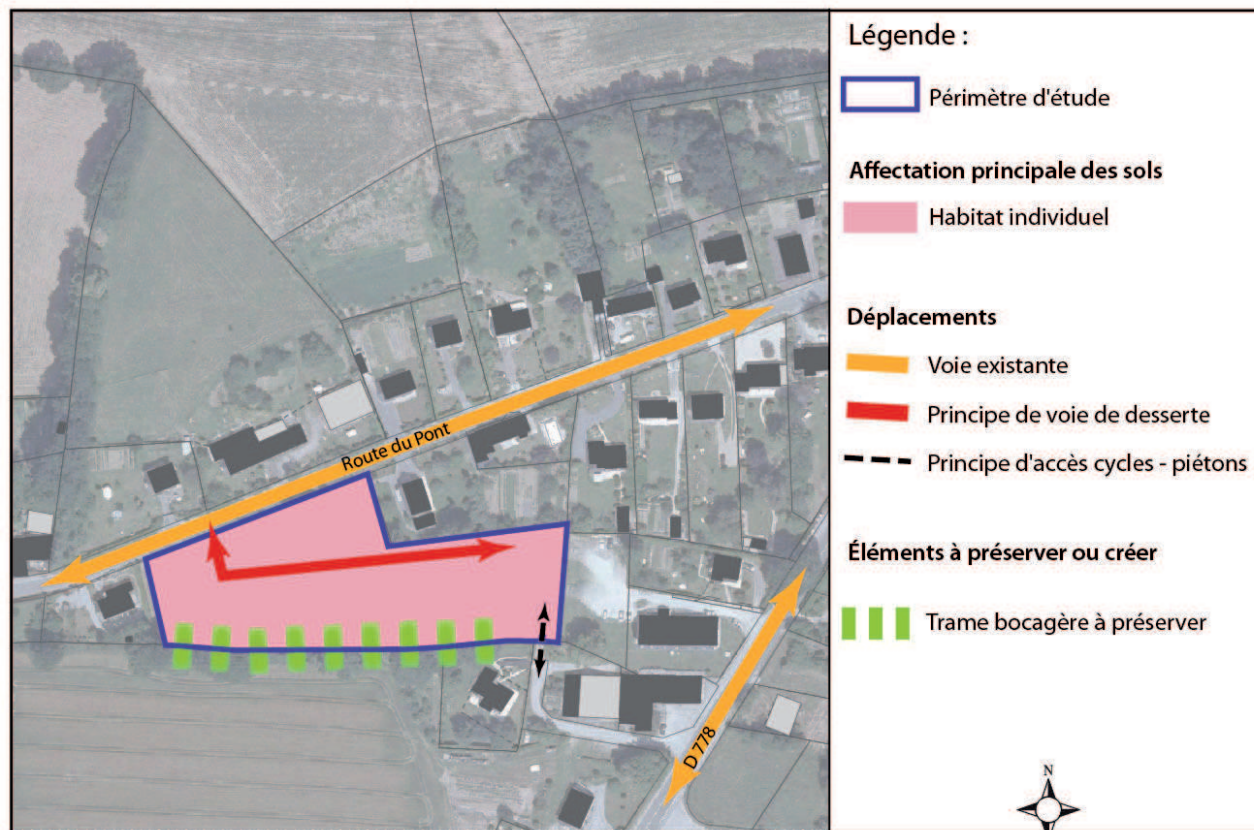 Légende :
Périmètre d'étude
Affectation principale des sols
Habitat individuel
Déplacements
Voie existante
Principe de voie de desserte
Principe d'accès cycles - piétons
Éléments à préserver ou créer
Trame bocagère à préserver
Route du Pont
D 778
N